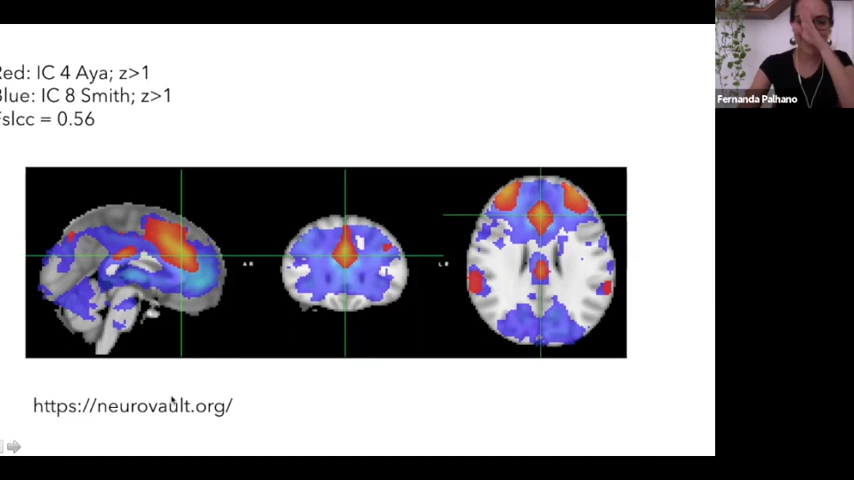 Red: IC 4 Aya; z>1
Blue: IC 8 Smith; z>1
Fslcc = 0.56
A R
L R
https://neurovault.org/
Fernanda Palhano